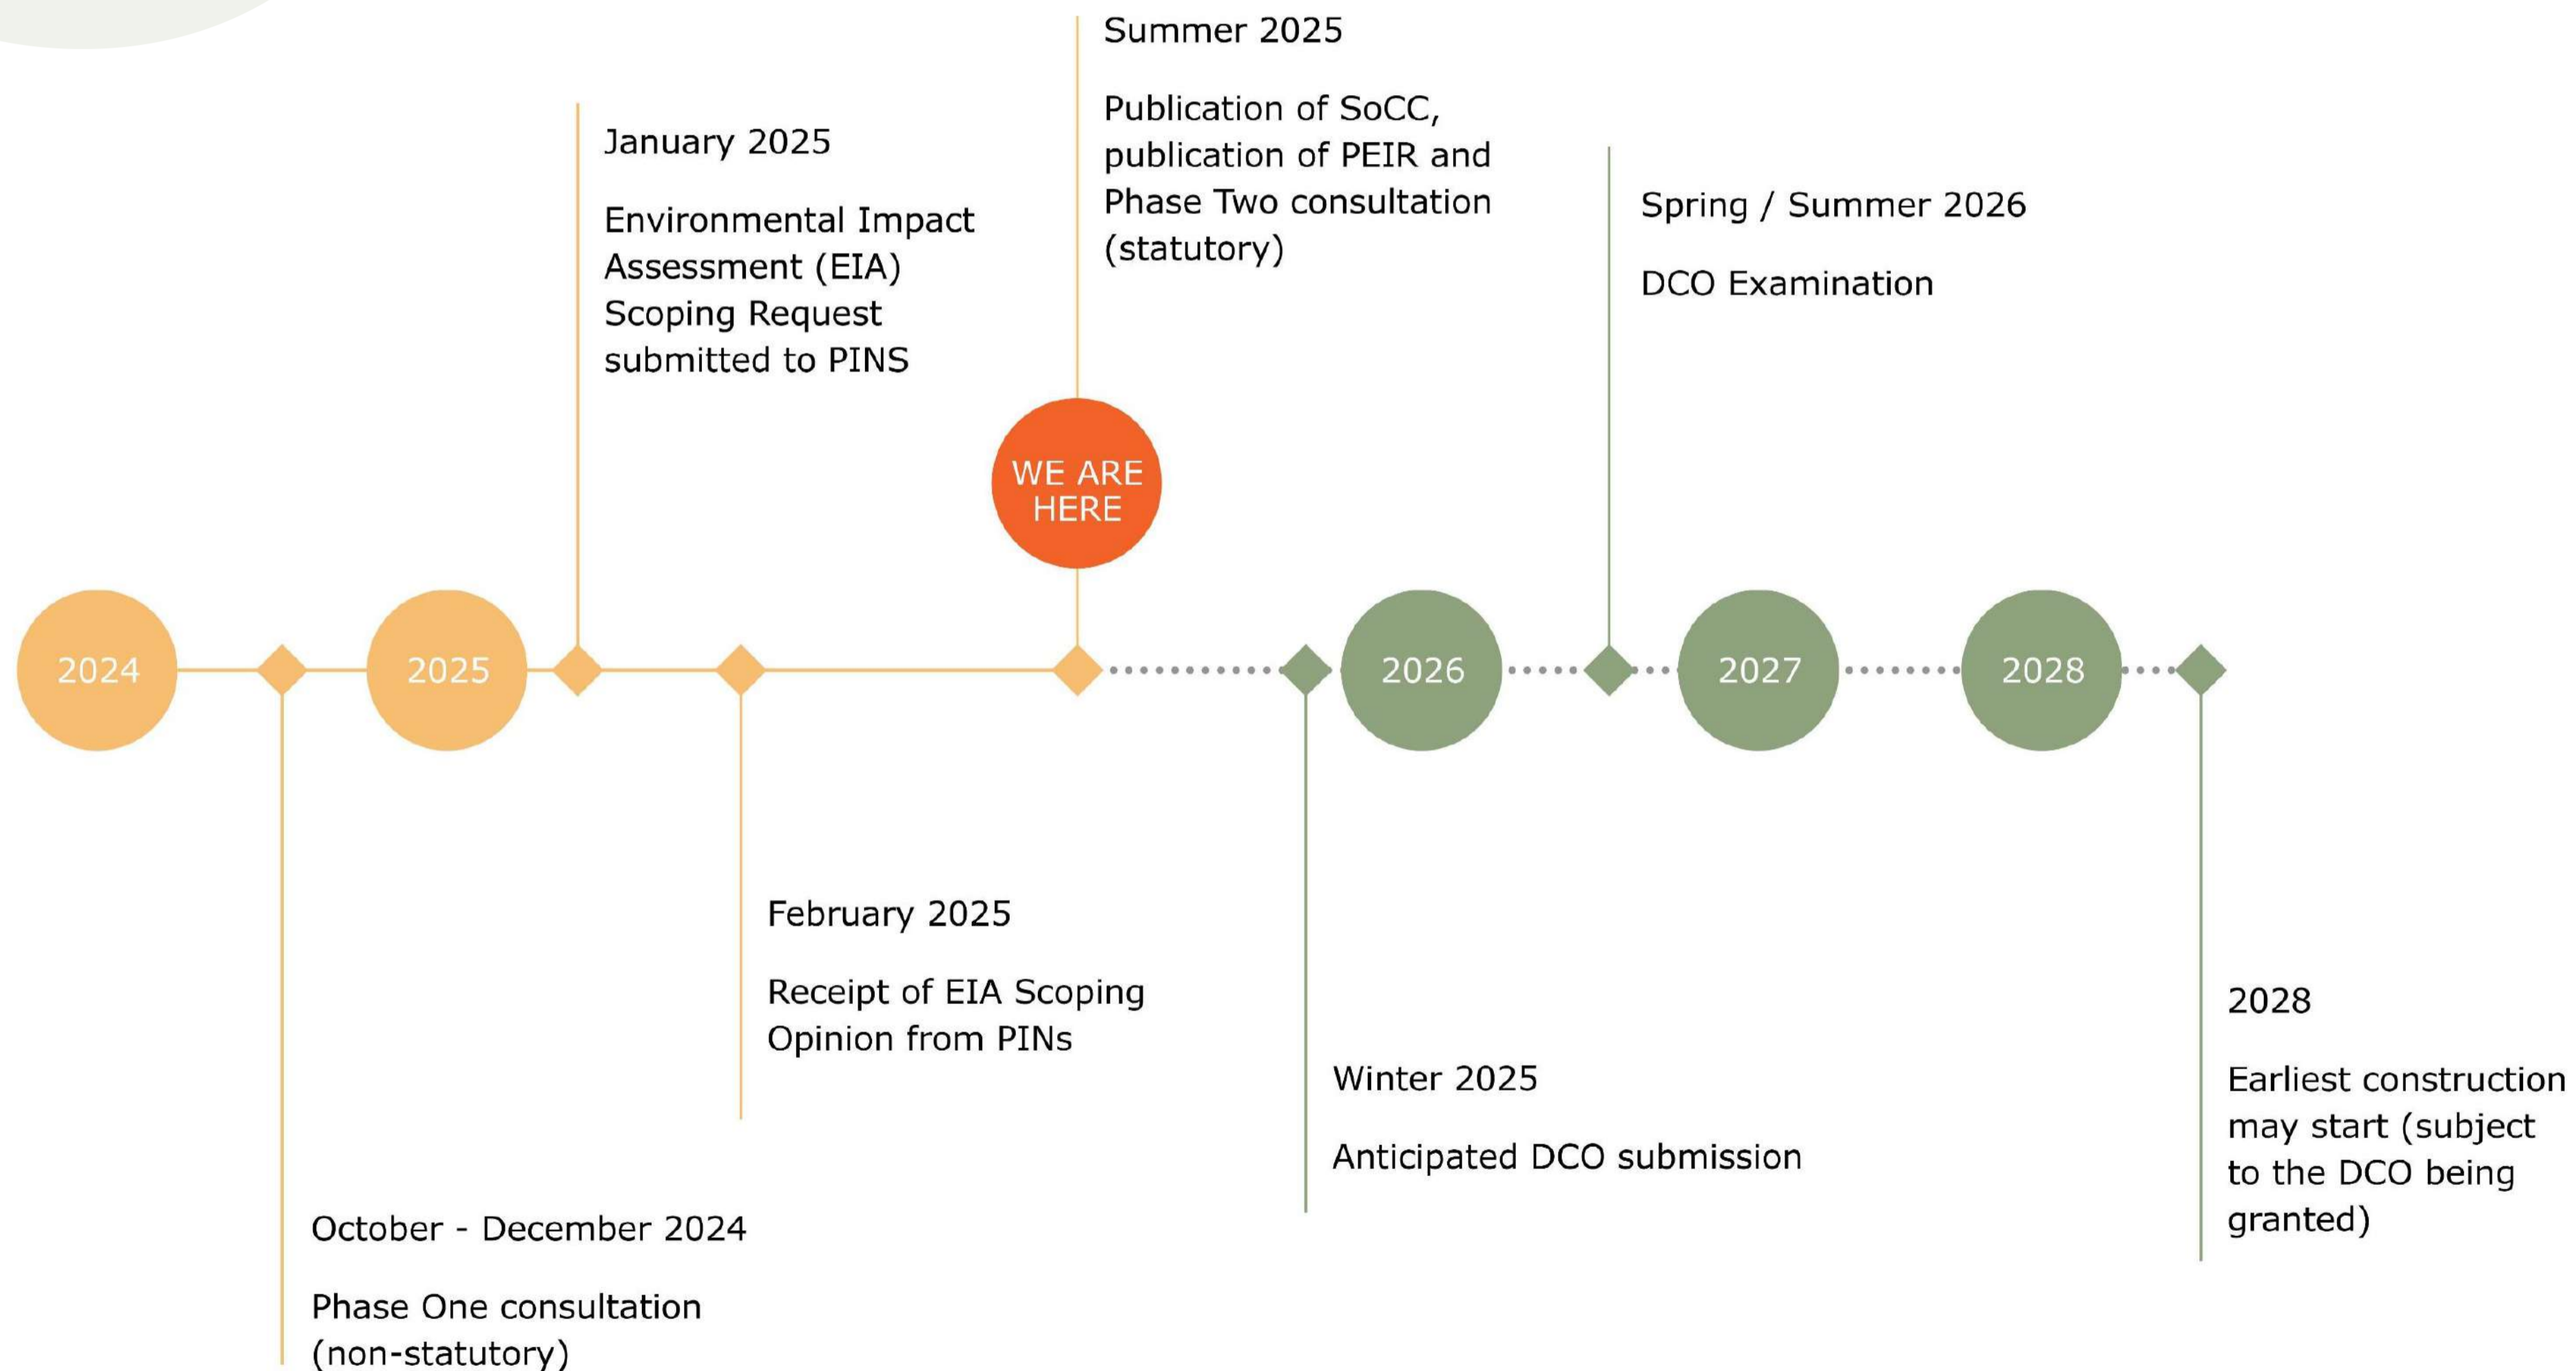 Summer 2025
Publication of SoCC,
publication of PEIR and
Phase Two consultation
(statutory)
January 2025
Environmental Impact
Assessment (EIA)
Scoping Request
submitted to PINS
Spring / Summer 2026
DCO Examination
WE ARE
HERE
2024
2025
2026
2027
2028
February 2025
Receipt of EIA Scoping
Opinion from PINs
2028
Earliest construction
may start (subject
to the DCO being
granted)
Winter 2025
Anticipated DCO submission
October - December 2024
Phase One consultation
(non-statutory)